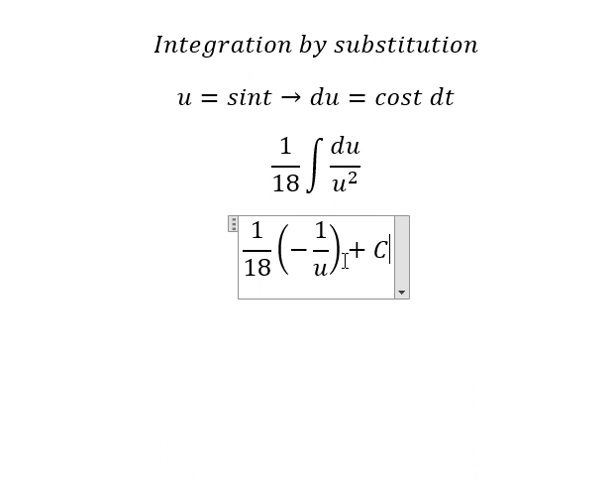 Integration by substitution
u = sint → du = cost dt
1/18 ∫ du/u²
1/18 (−1/u) + C